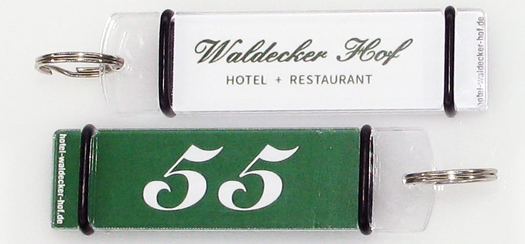 Waldecker Hof
HOTEL + RESTAURANT
hotel-waldecker-hof.de
hotel-waldecker-hof.de
55